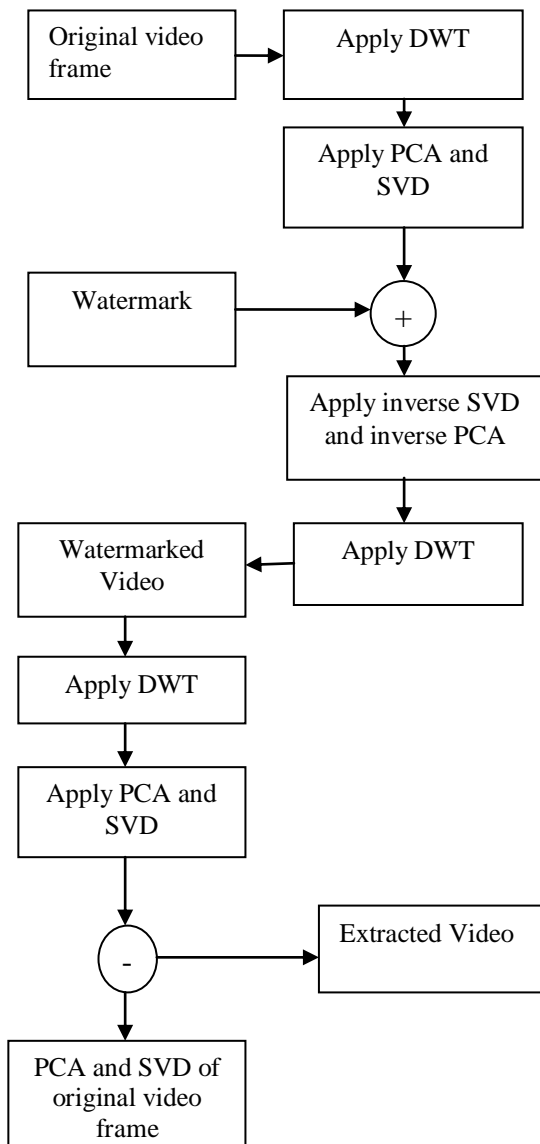 Original video
frame
Apply DWT
Apply PCA and
SVD
Watermark
+
Apply inverse SVD
and inverse PCA
Apply DWT
Watermarked
Video
Apply DWT
Apply PCA and
SVD
-
Extracted Video
PCA and SVD of
original video
frame